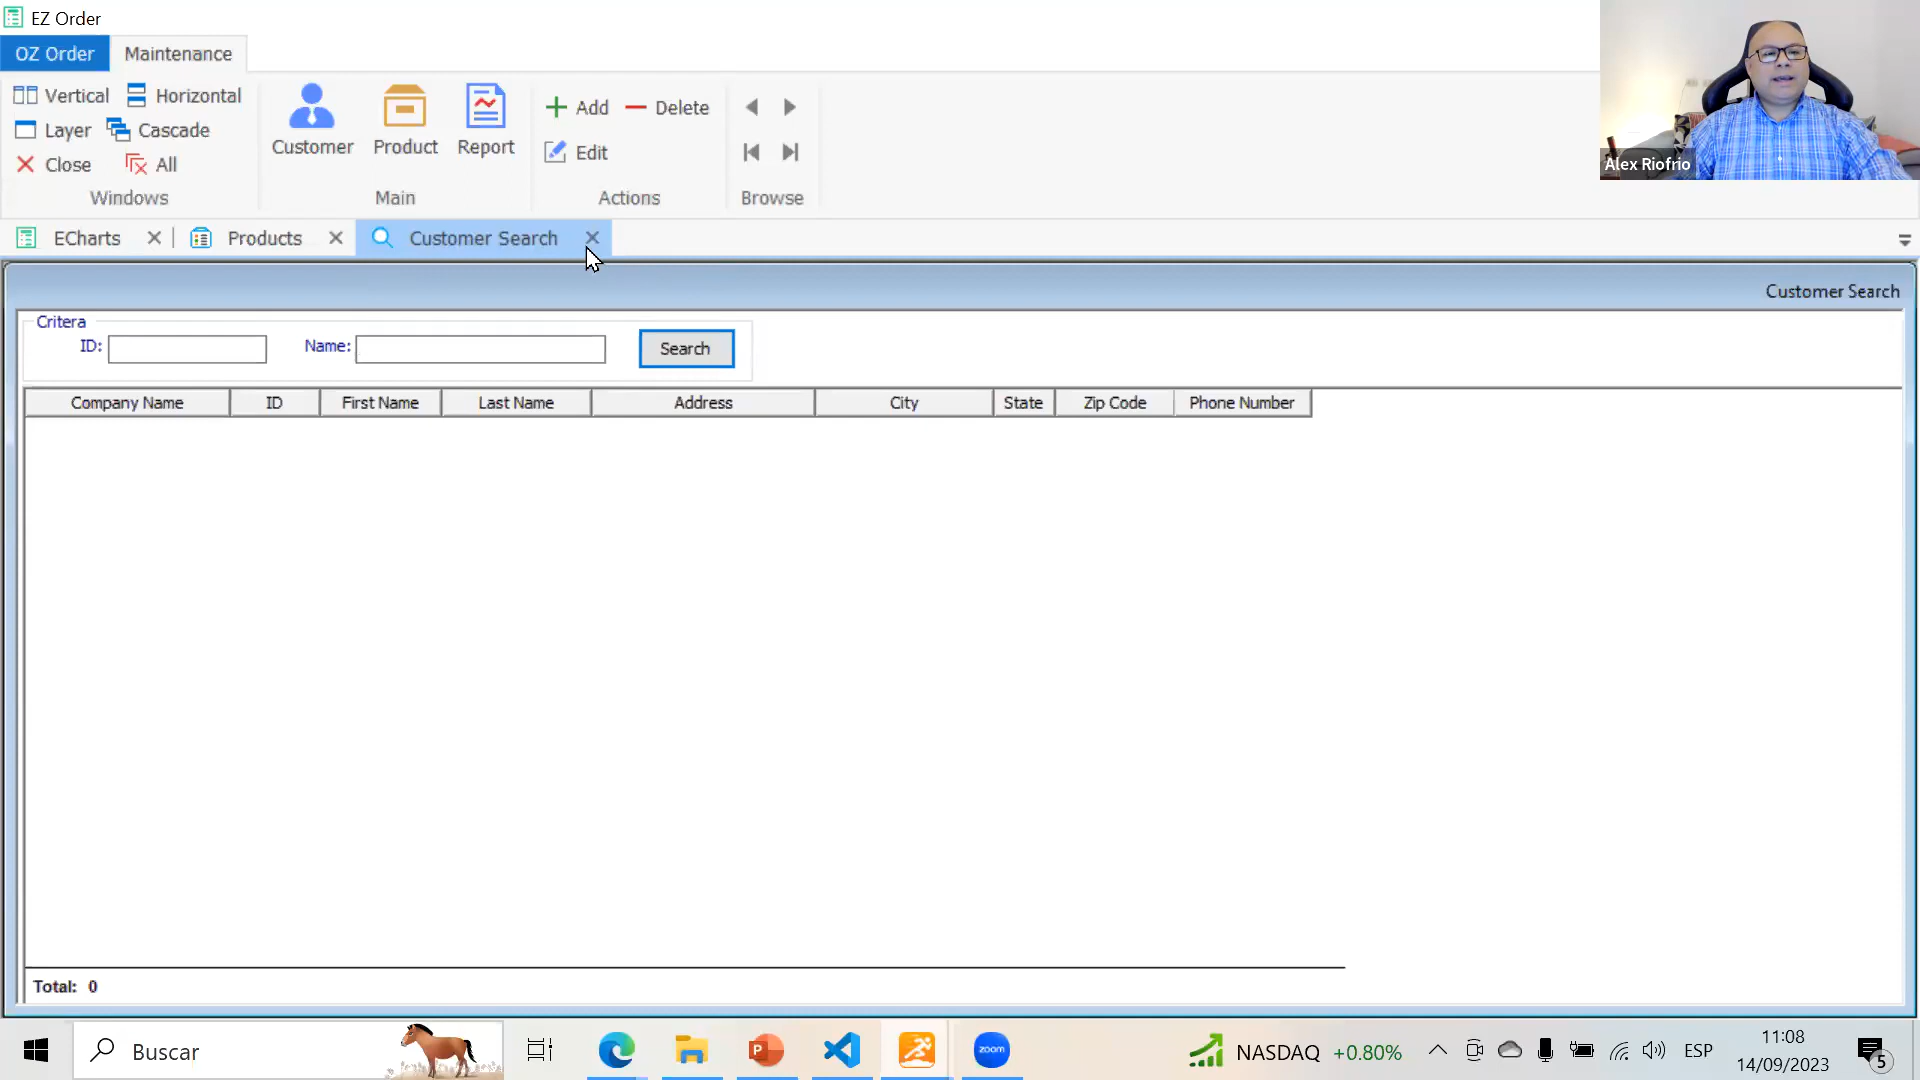 EZ Order
OZ Order Maintenance
Vertical Horizontal
Layer Cascade
Close All
Windows
Customer Product Report
Main
Add Delete
Edit
Actions
Browse
Alex Riofrio
ECharts Products Customer Search
Customer Search
Critera
ID: Name: Search
Company Name ID First Name Last Name Address City State Zip Code Phone Number
Total: 0
Buscar
zoom
NASDAQ +0.80%
ESP
11:08
14/09/2023
5